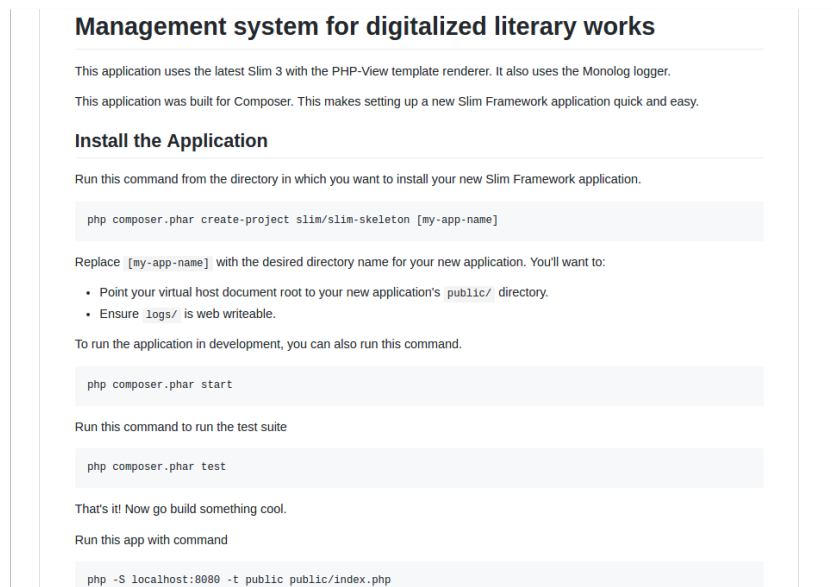 Management system for digitalized literary works
This application uses the latest Slim 3 with the PHP-View template renderer. It also uses the Monolog logger.
This application was built for Composer. This makes setting up a new Slim Framework application quick and easy.
Install the Application
Run this command from the directory in which you want to install your new Slim Framework application.
php composer.phar create-project slim/slim-skeleton [my-app-name]
Replace [my-app-name] with the desired directory name for your new application. You'll want to:
• Point your virtual host document root to your new application's public/ directory.
• Ensure logs/ is web writeable.
To run the application in development, you can also run this command.
php composer.phar start
Run this command to run the test suite
php composer.phar test
That's it! Now go build something cool.
Run this app with command
php -S localhost:8080 -t public public/index.php